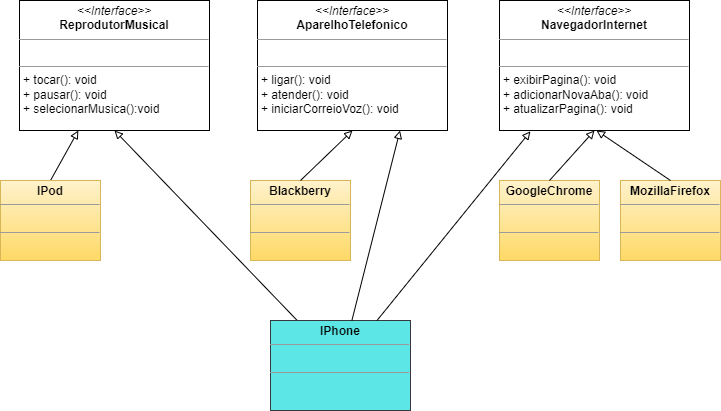 <<Interface>>
ReprodutorMusical
+ tocar(): void
+ pausar(): void
+ selecionarMusica():void
<<Interface>>
AparelhoTelefonico
+ ligar(): void
+ atender(): void
+ iniciarCorreioVoz(): void
<<Interface>>
NavegadorInternet
+ exibirPagina(): void
+ adicionarNovaAba(): void
+ atualizarPagina(): void
IPod
Blackberry
GoogleChrome
MozillaFirefox
IPhone